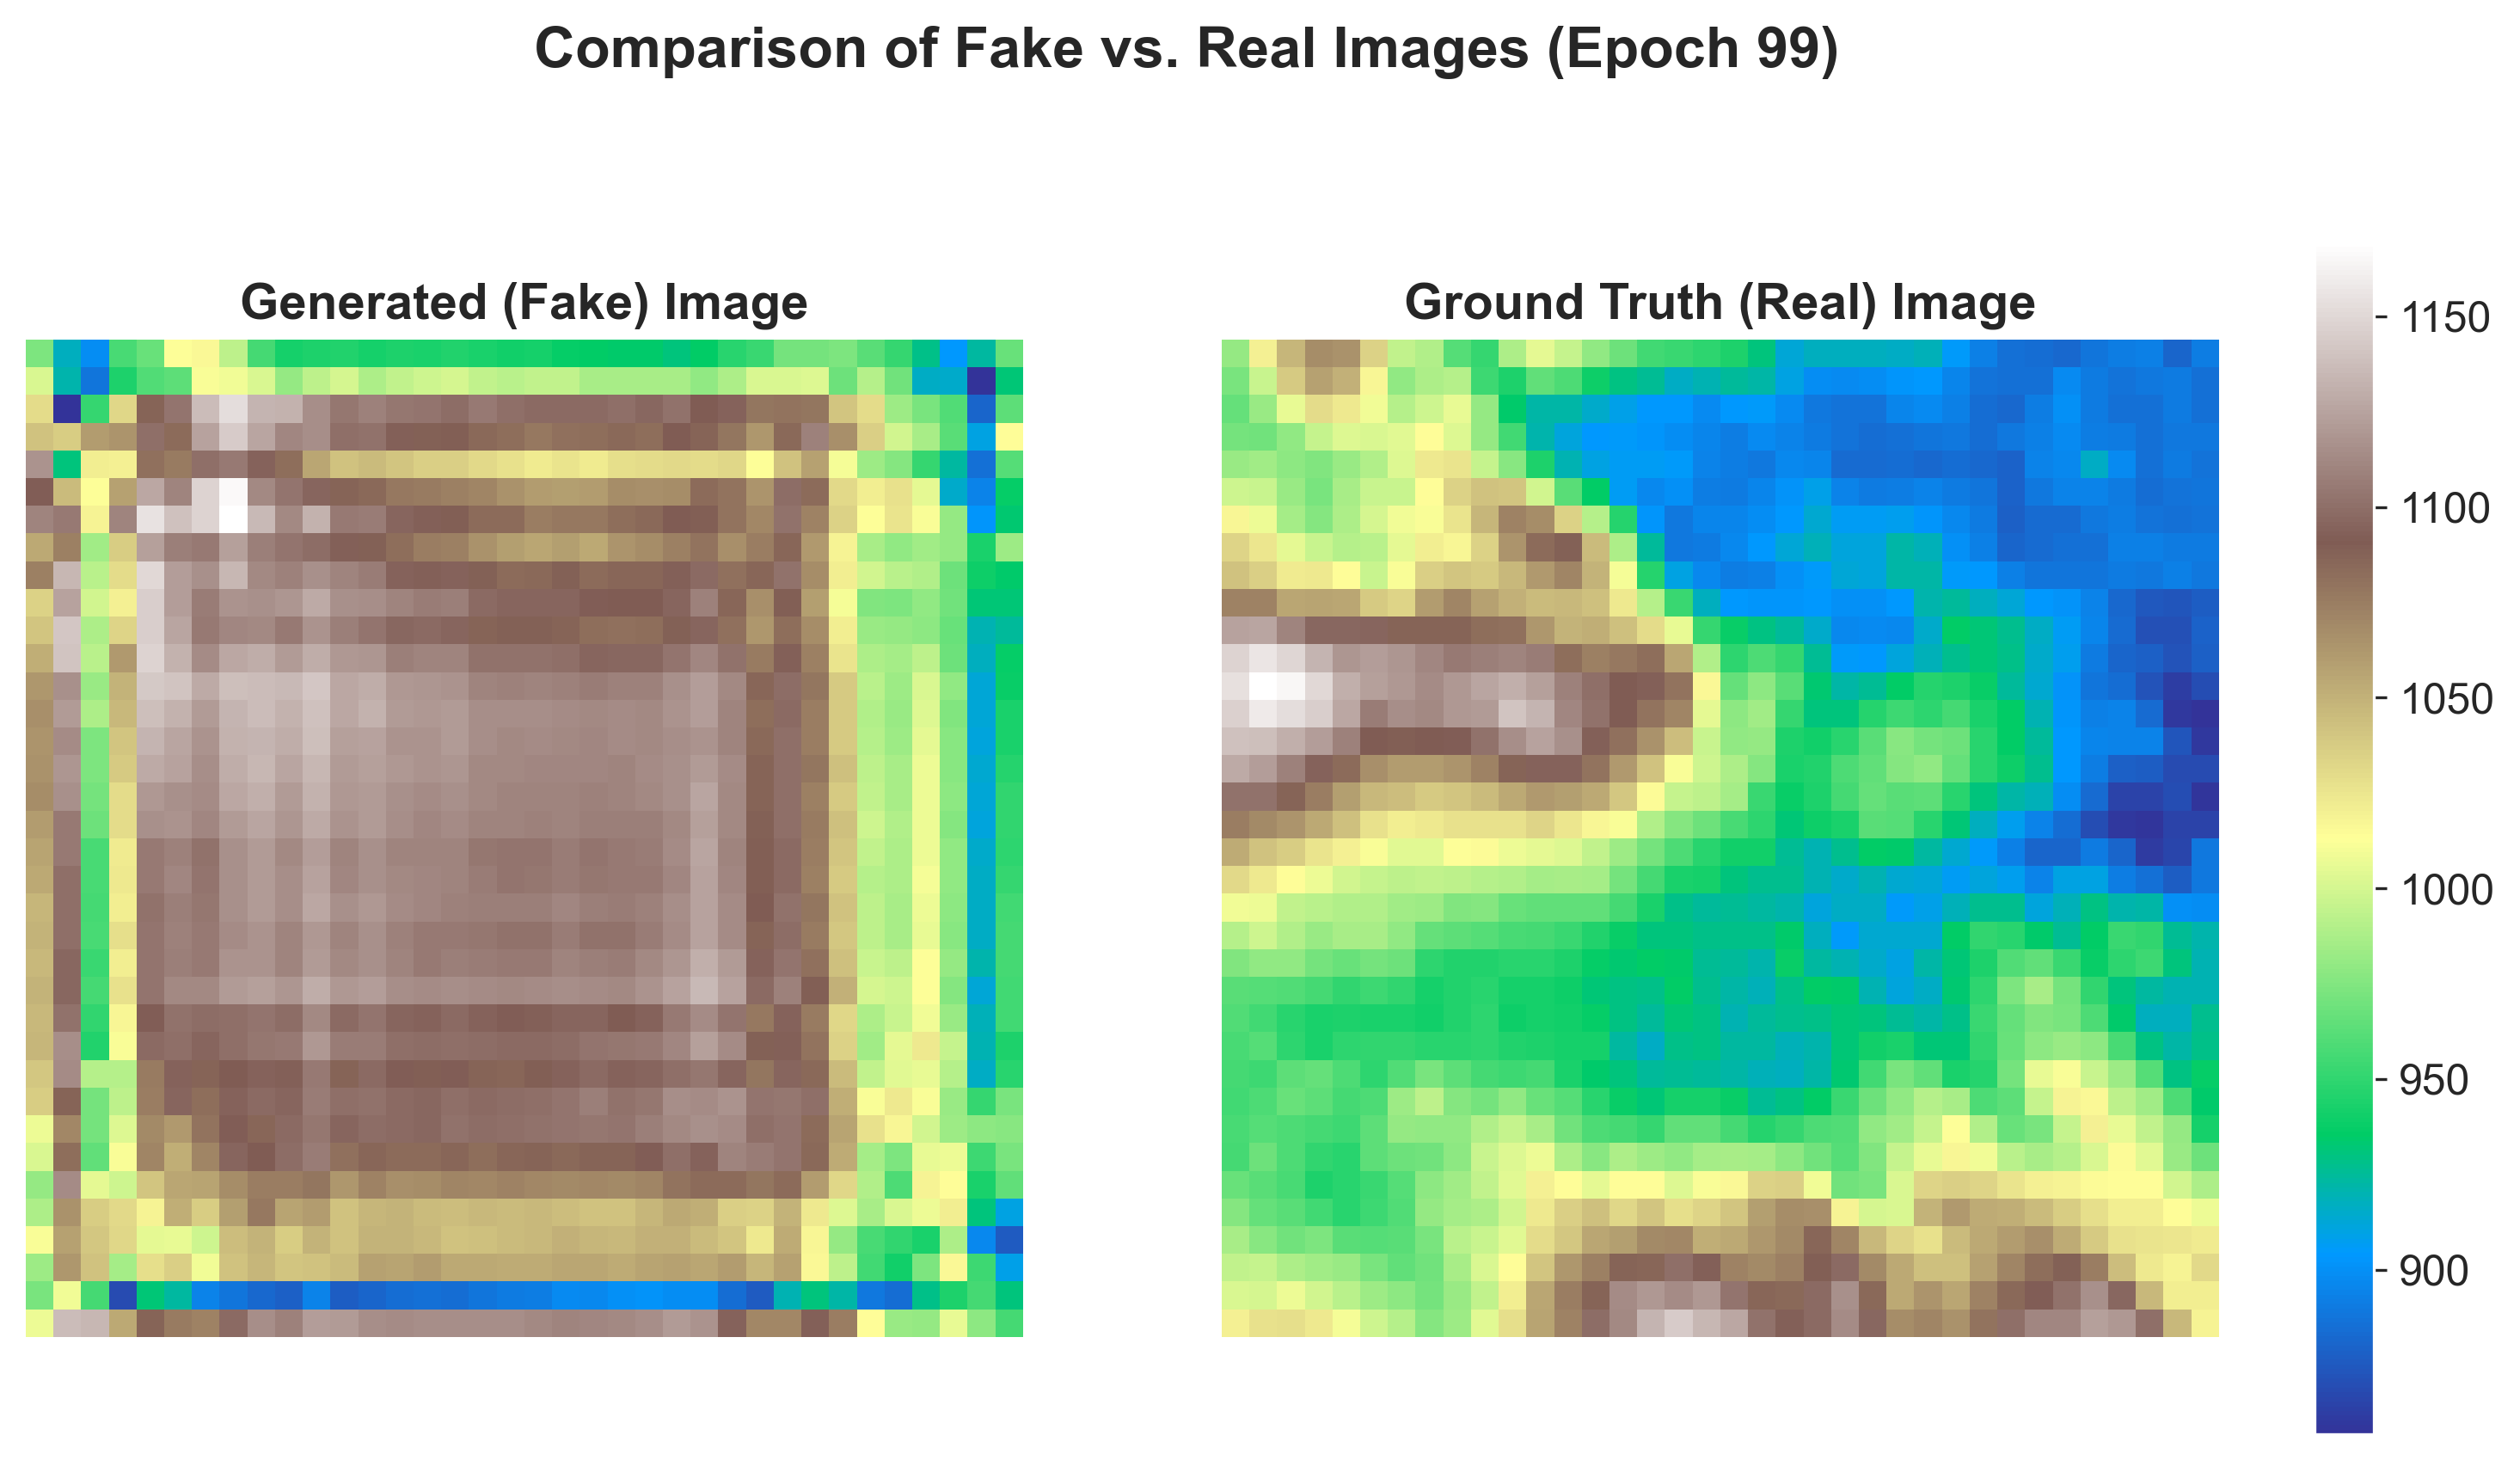 Comparison of Fake vs. Real Images (Epoch 99)
Generated (Fake) Image
Ground Truth (Real) Image
1150
1100
1050
1000
950
900